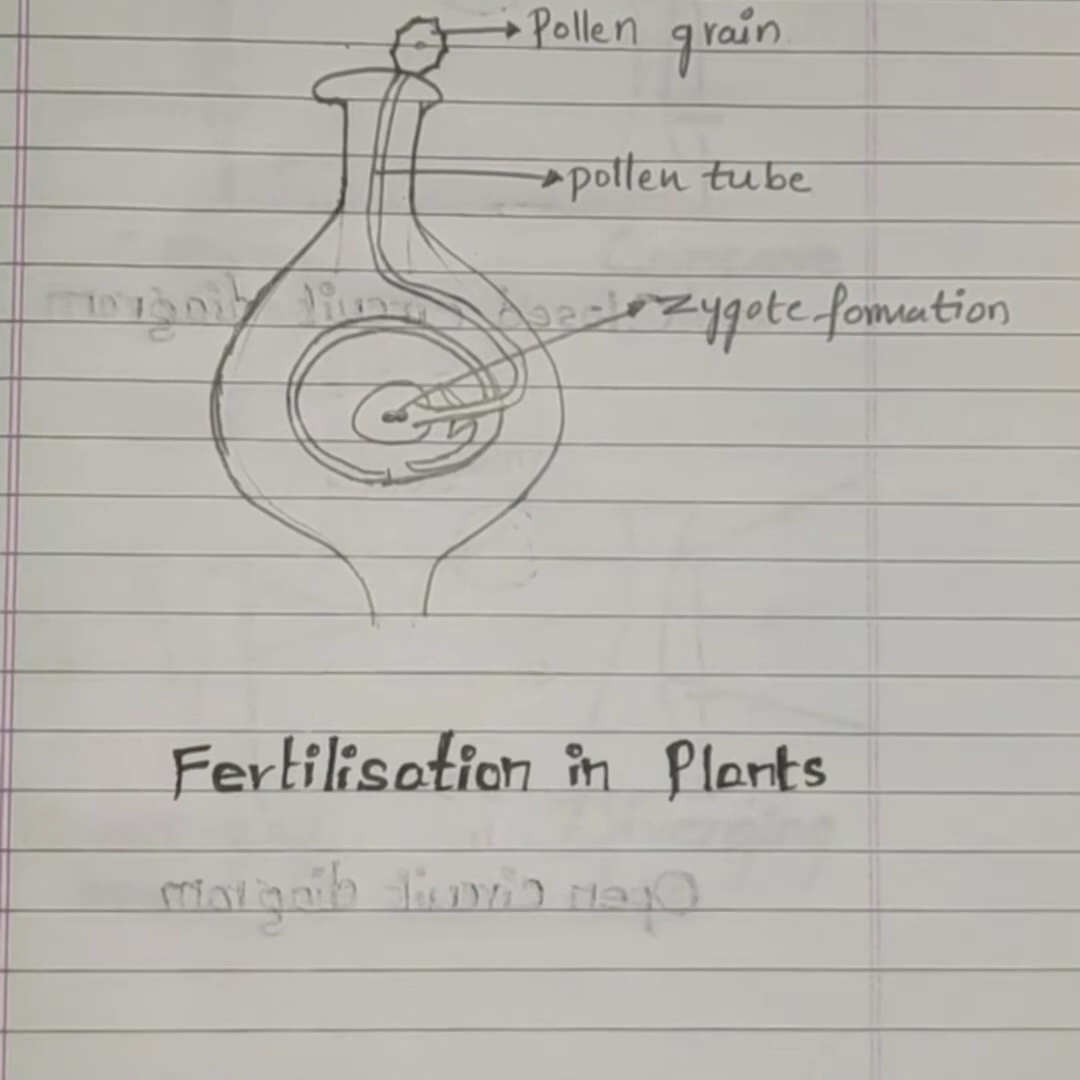 Pollen grain
pollen tube
Zygote formation
Fertilisation in Plants